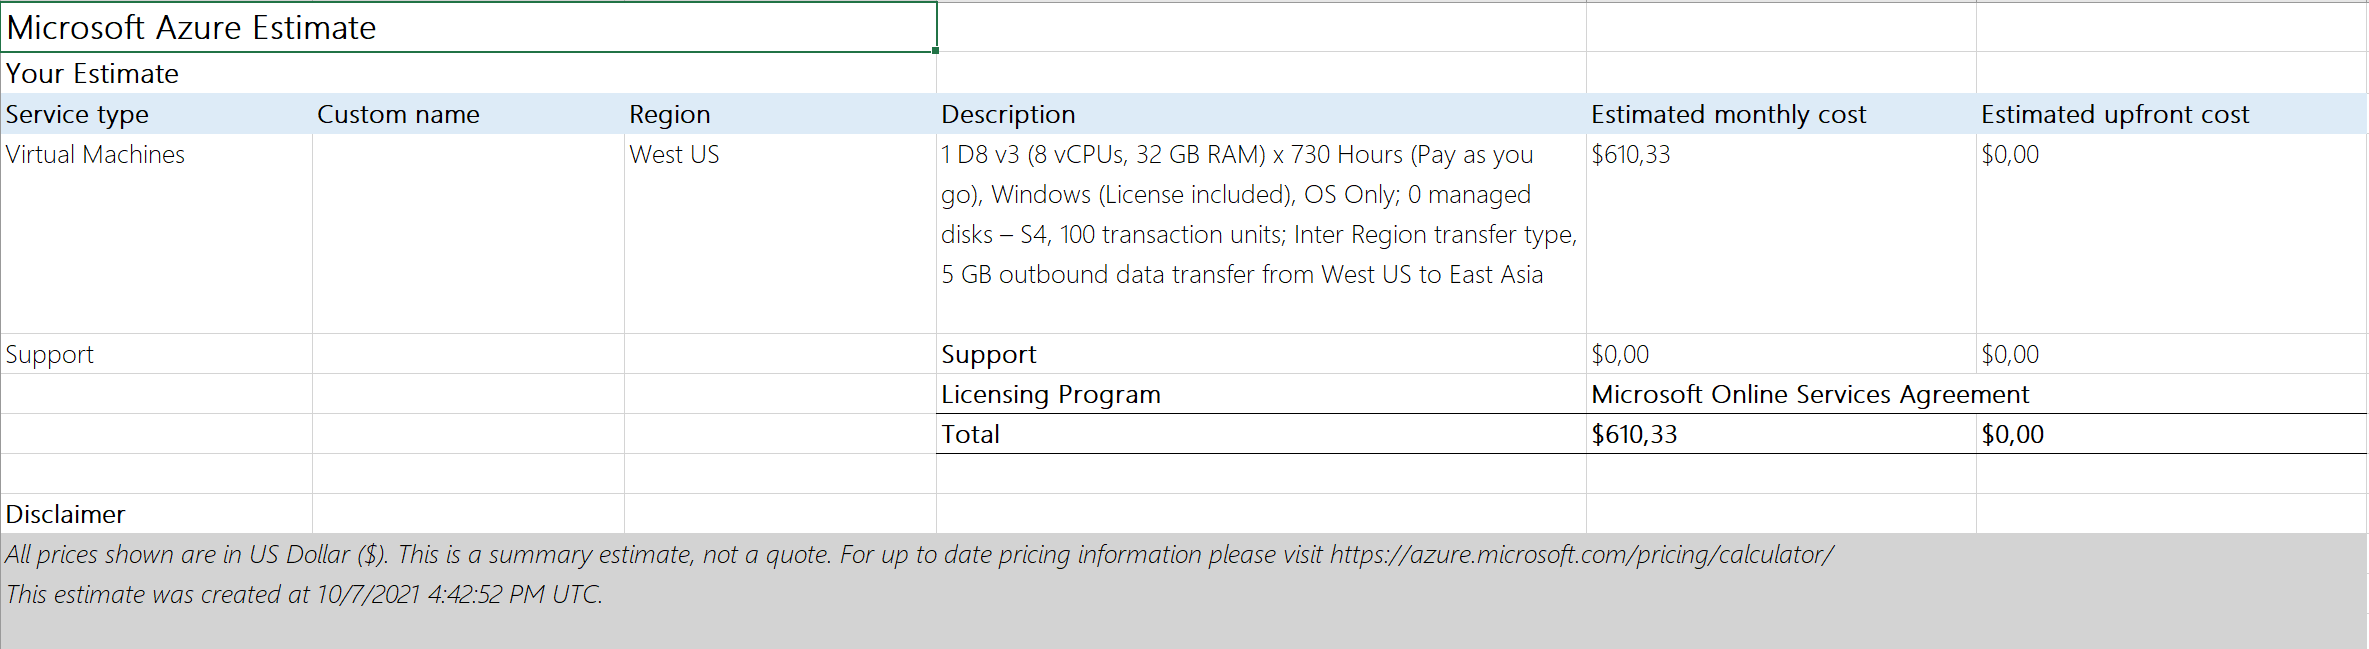 Microsoft Azure Estimate
Your Estimate
Service type Custom name Region Description Estimated monthly cost Estimated upfront cost
Virtual Machines West US 1 D8 v3 (8 vCPUs, 32 GB RAM) x 730 Hours (Pay as you $610,33 $0,00
go), Windows (License included), OS Only; 0 managed
disks – S4, 100 transaction units; Inter Region transfer type,
5 GB outbound data transfer from West US to East Asia
Support Support $0,00 $0,00
Licensing Program Microsoft Online Services Agreement
Total $610,33 $0,00
Disclaimer
All prices shown are in US Dollar ($). This is a summary estimate, not a quote. For up to date pricing information please visit https://azure.microsoft.com/pricing/calculator/
This estimate was created at 10/7/2021 4:42:52 PM UTC.